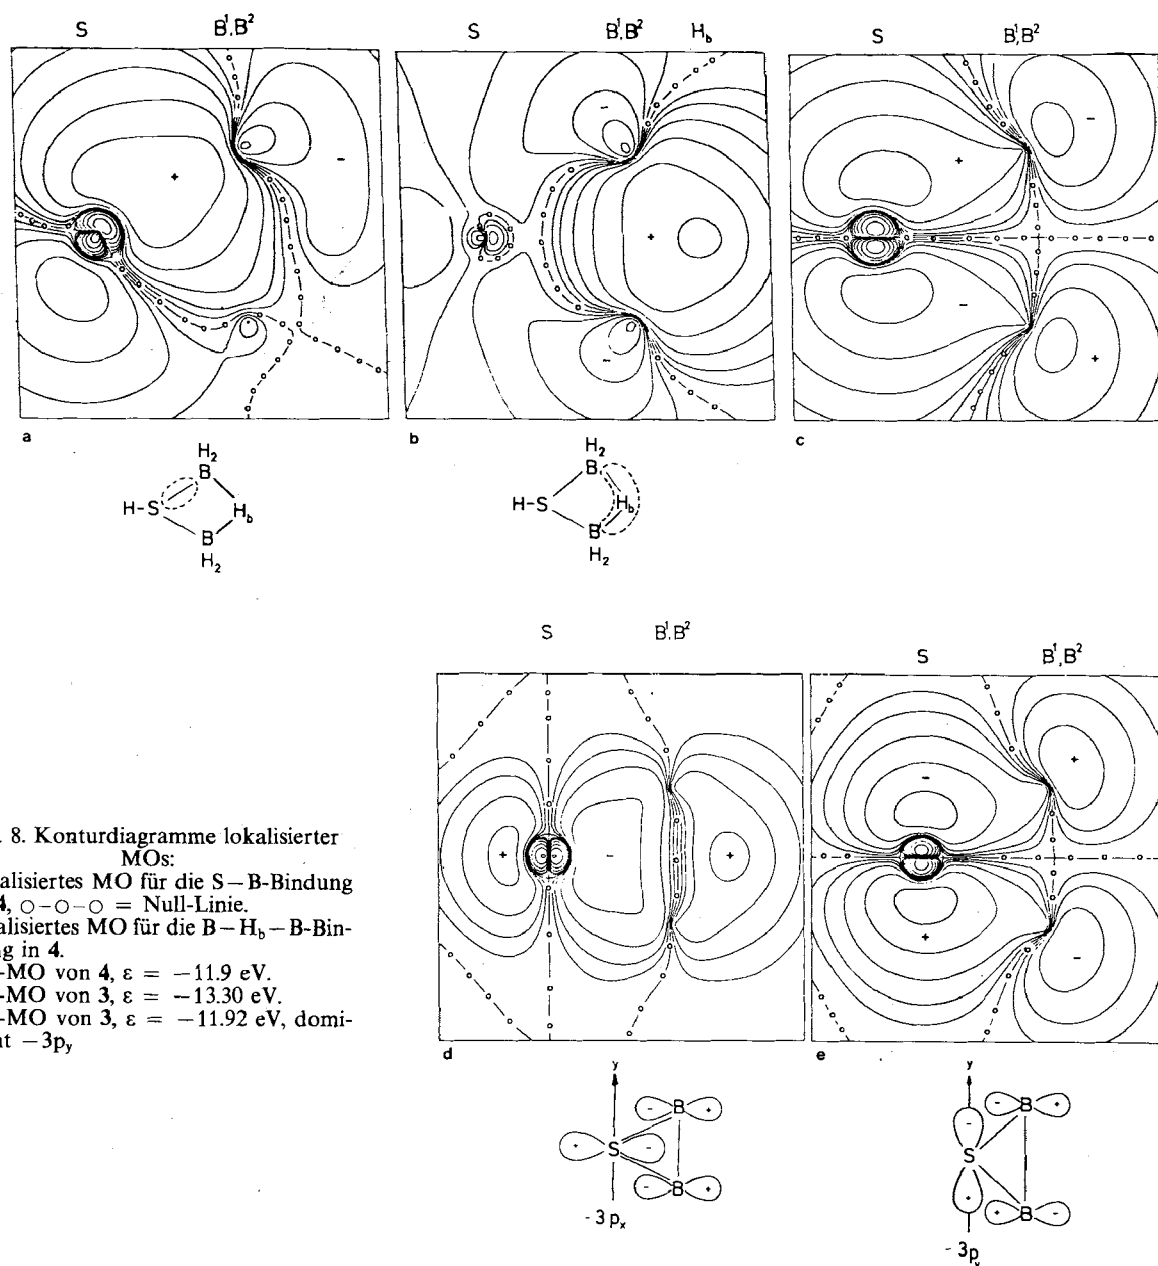 S B¹,B² S B¹,B² H_b S B¹,B²
+ - - + - + - - +
a b c
H₂ H₂
B B
H-S H_b H-S H_b
B B
H₂ H₂
S B¹,B² S B¹,B²
+ - + - + + -
d e
. 8. Konturdiagramme lokalisierter
MOs:
alisiertes MO für die S–B-Bindung
4, ○–○–○ = Null-Linie.
alisiertes MO für die B–H_b–B-Bin-
g in 4.
-MO von 4, ε = −11.9 eV.
-MO von 3, ε = −13.30 eV.
-MO von 3, ε = −11.92 eV, domi-
t −3p_y
y y
- B + - B +
+ S - - S +
- B + + B -
- 3 p_x - 3p_y